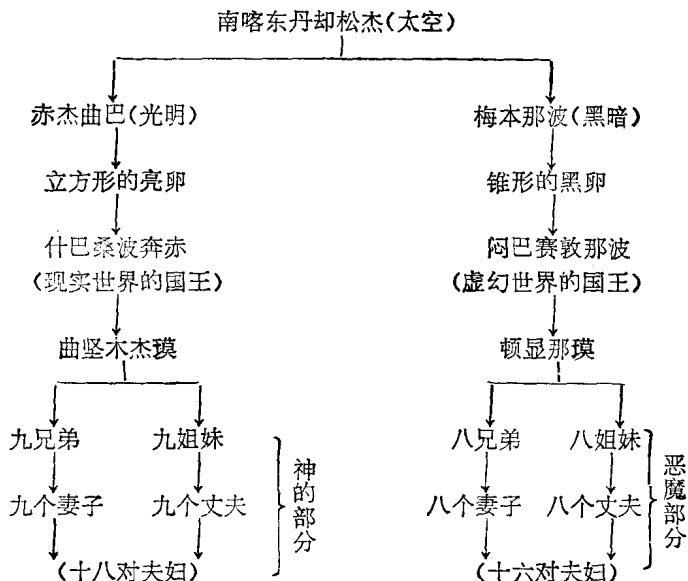 南喀东丹却松杰(太空)
赤杰曲巴(光明)
梅本那波(黑暗)
立方形的亮卵
锥形的黑卵
什巴桑波奔赤
(现实世界的国王)
闷巴赛敦那波
(虚幻世界的国王)
曲坚木杰瑛
顿显那瑛
九兄弟
九姐妹
八兄弟
八姐妹
九个妻子
九个丈夫
八个妻子
八个丈夫
(十八对夫妇)
(十六对夫妇)
神的部分
恶魔部分